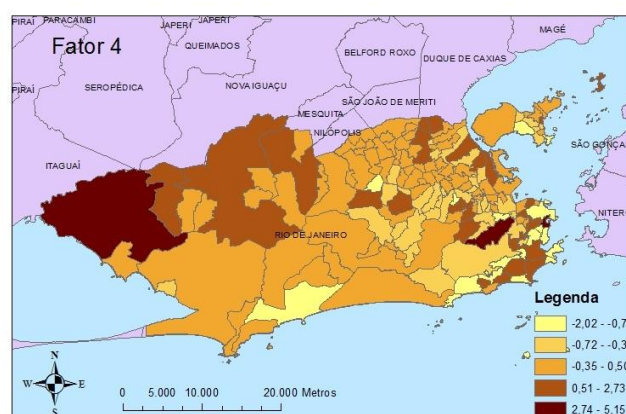 PIRAÍ
PARACAMBI
JAPERI
JAPERI
MAGÉ
Fator 4
QUEIMADOS
BELFORD ROXO
DUQUE DE CAXIAS
PIRAÍ
SEROPÉDICA
NOVA IGUAÇU
MESQUITA
SÃO JOÃO DE MERITI
NILÓPOLIS
ITAGUAÍ
SÃO GONÇA
NITER
RIO DE JANEIRO
Legenda
-2,02 - -0,7
-0,72 - -0,3
-0,35 - 0,50
0,51 - 2,73
2,74 - 5,15
N
W E
S
0 5.000 10.000 20.000 Metros